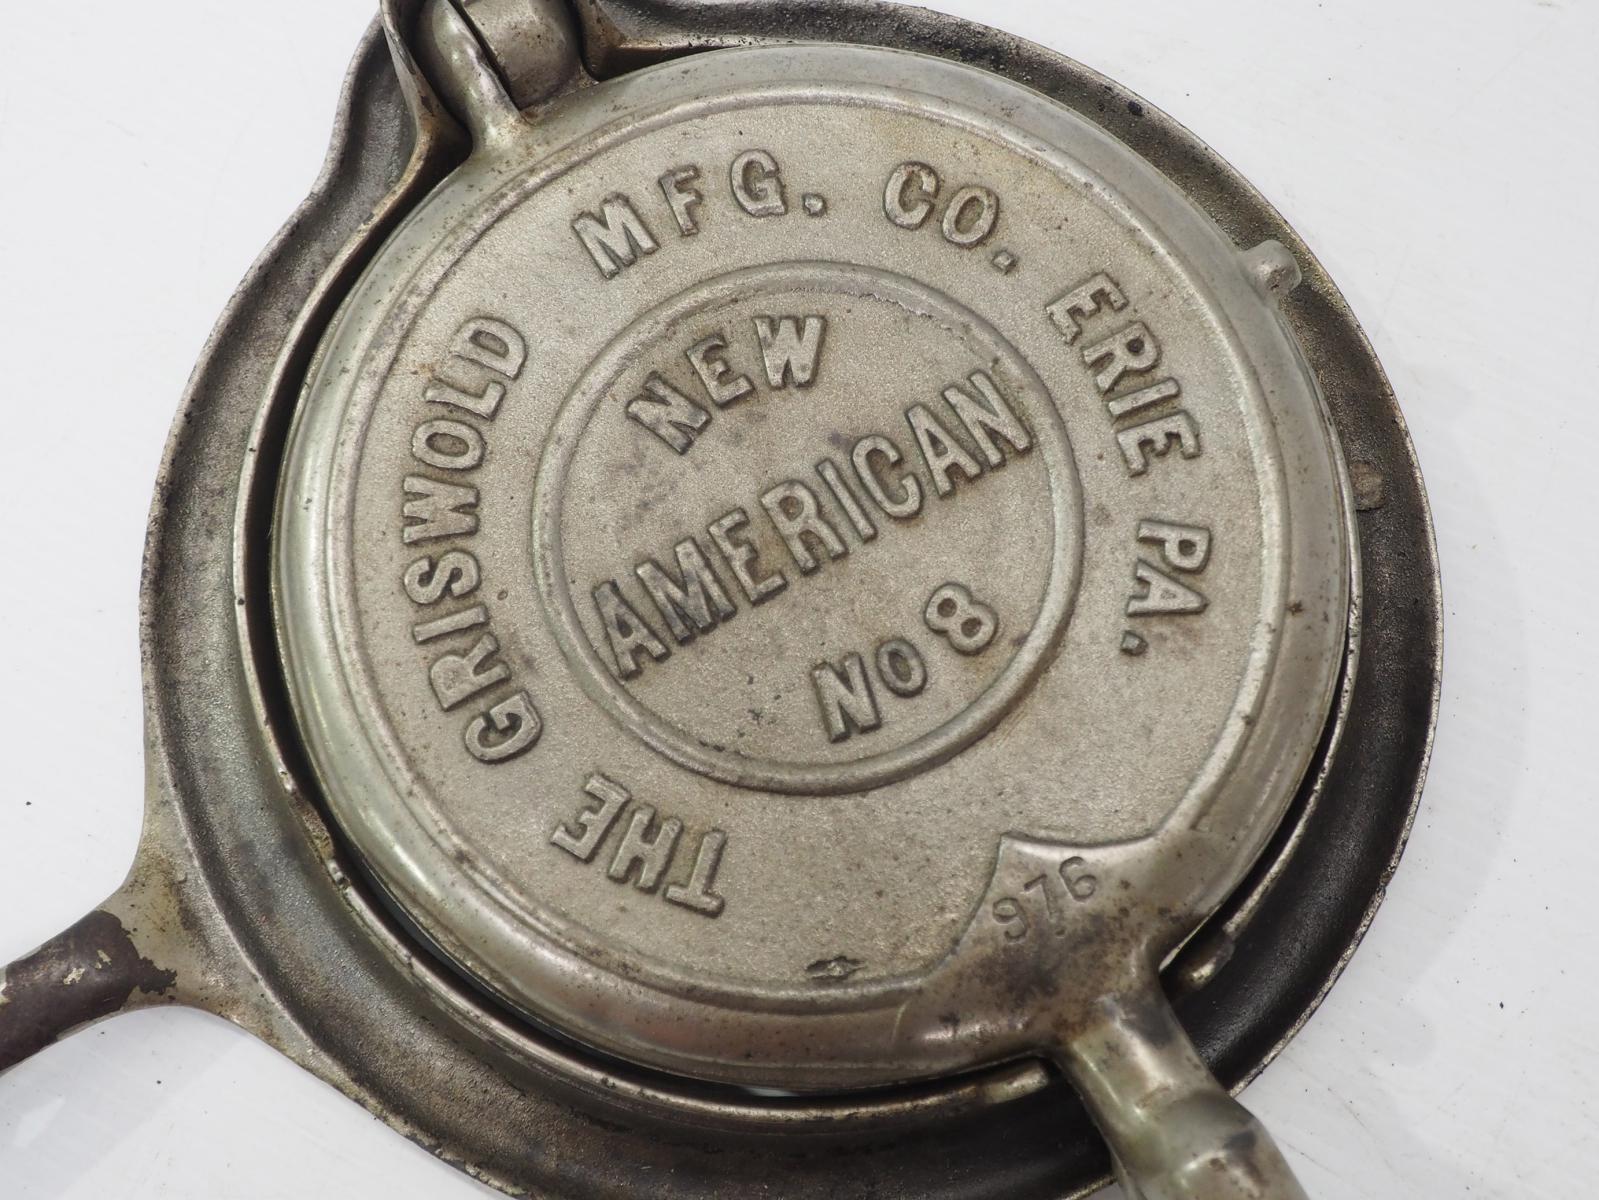 THE GRISWOLD MFG. CO. ERIE PA.
NEW
AMERICAN
No 8
976